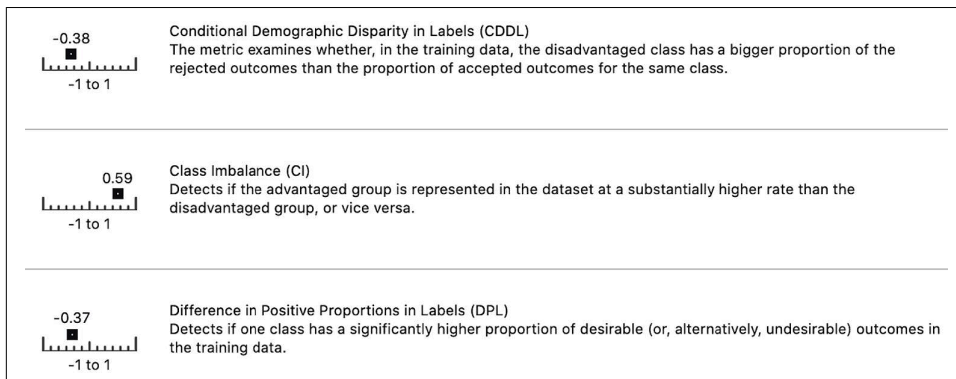 -0.38
-1 to 1
Conditional Demographic Disparity in Labels (CDDL)
The metric examines whether, in the training data, the disadvantaged class has a bigger proportion of the
rejected outcomes than the proportion of accepted outcomes for the same class.
0.59
-1 to 1
Class Imbalance (CI)
Detects if the advantaged group is represented in the dataset at a substantially higher rate than the
disadvantaged group, or vice versa.
-0.37
-1 to 1
Difference in Positive Proportions in Labels (DPL)
Detects if one class has a significantly higher proportion of desirable (or, alternatively, undesirable) outcomes in
the training data.